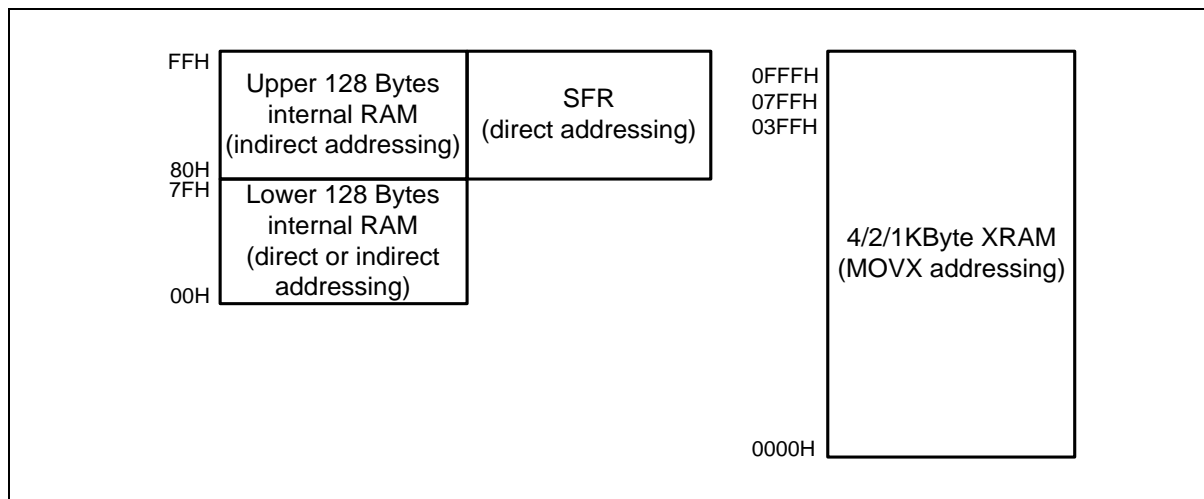 FFH
Upper 128 Bytes
internal RAM
(indirect addressing)
80H
SFR
(direct addressing)
7FH
Lower 128 Bytes
internal RAM
(direct or indirect
addressing)
00H
0FFFH
07FFH
03FFH
4/2/1KByte XRAM
(MOVX addressing)
0000H